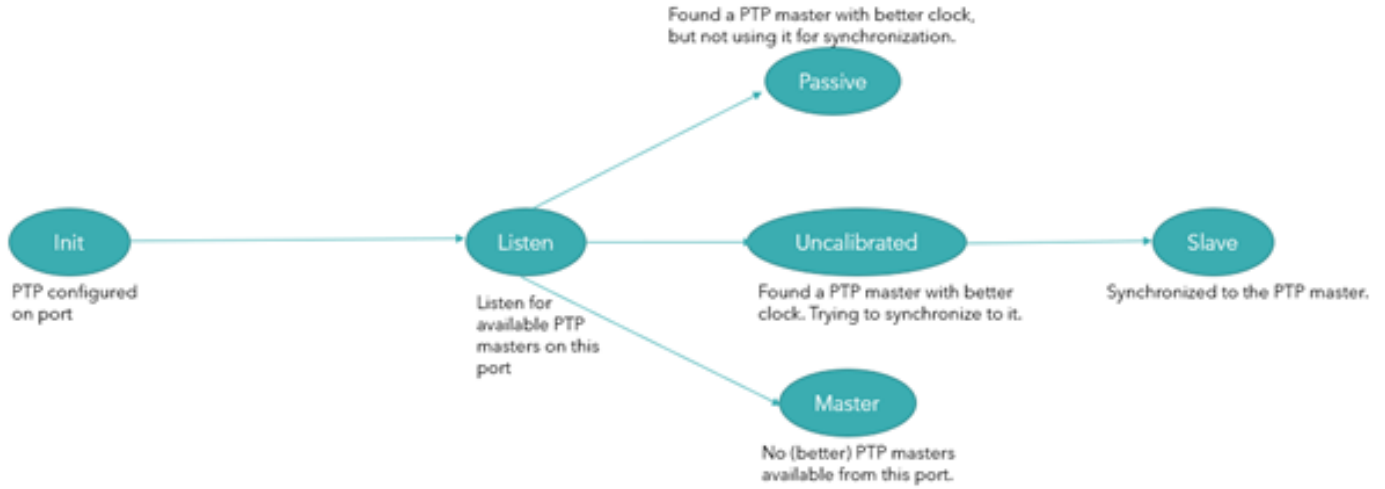 Found a PTP master with better clock,
but not using it for synchronization.
Passive
Init
PTP configured
on port
Listen
Listen for
available PTP
masters on this
port
Uncalibrated
Found a PTP master with better
clock. Trying to synchronize to it.
Slave
Synchronized to the PTP master.
Master
No (better) PTP masters
available from this port.